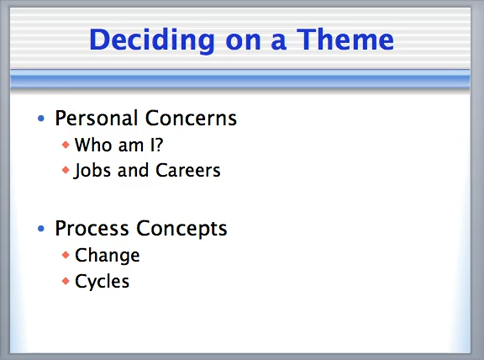 Deciding on a Theme
Personal Concerns
Who am I?
Jobs and Careers
Process Concepts
Change
Cycles